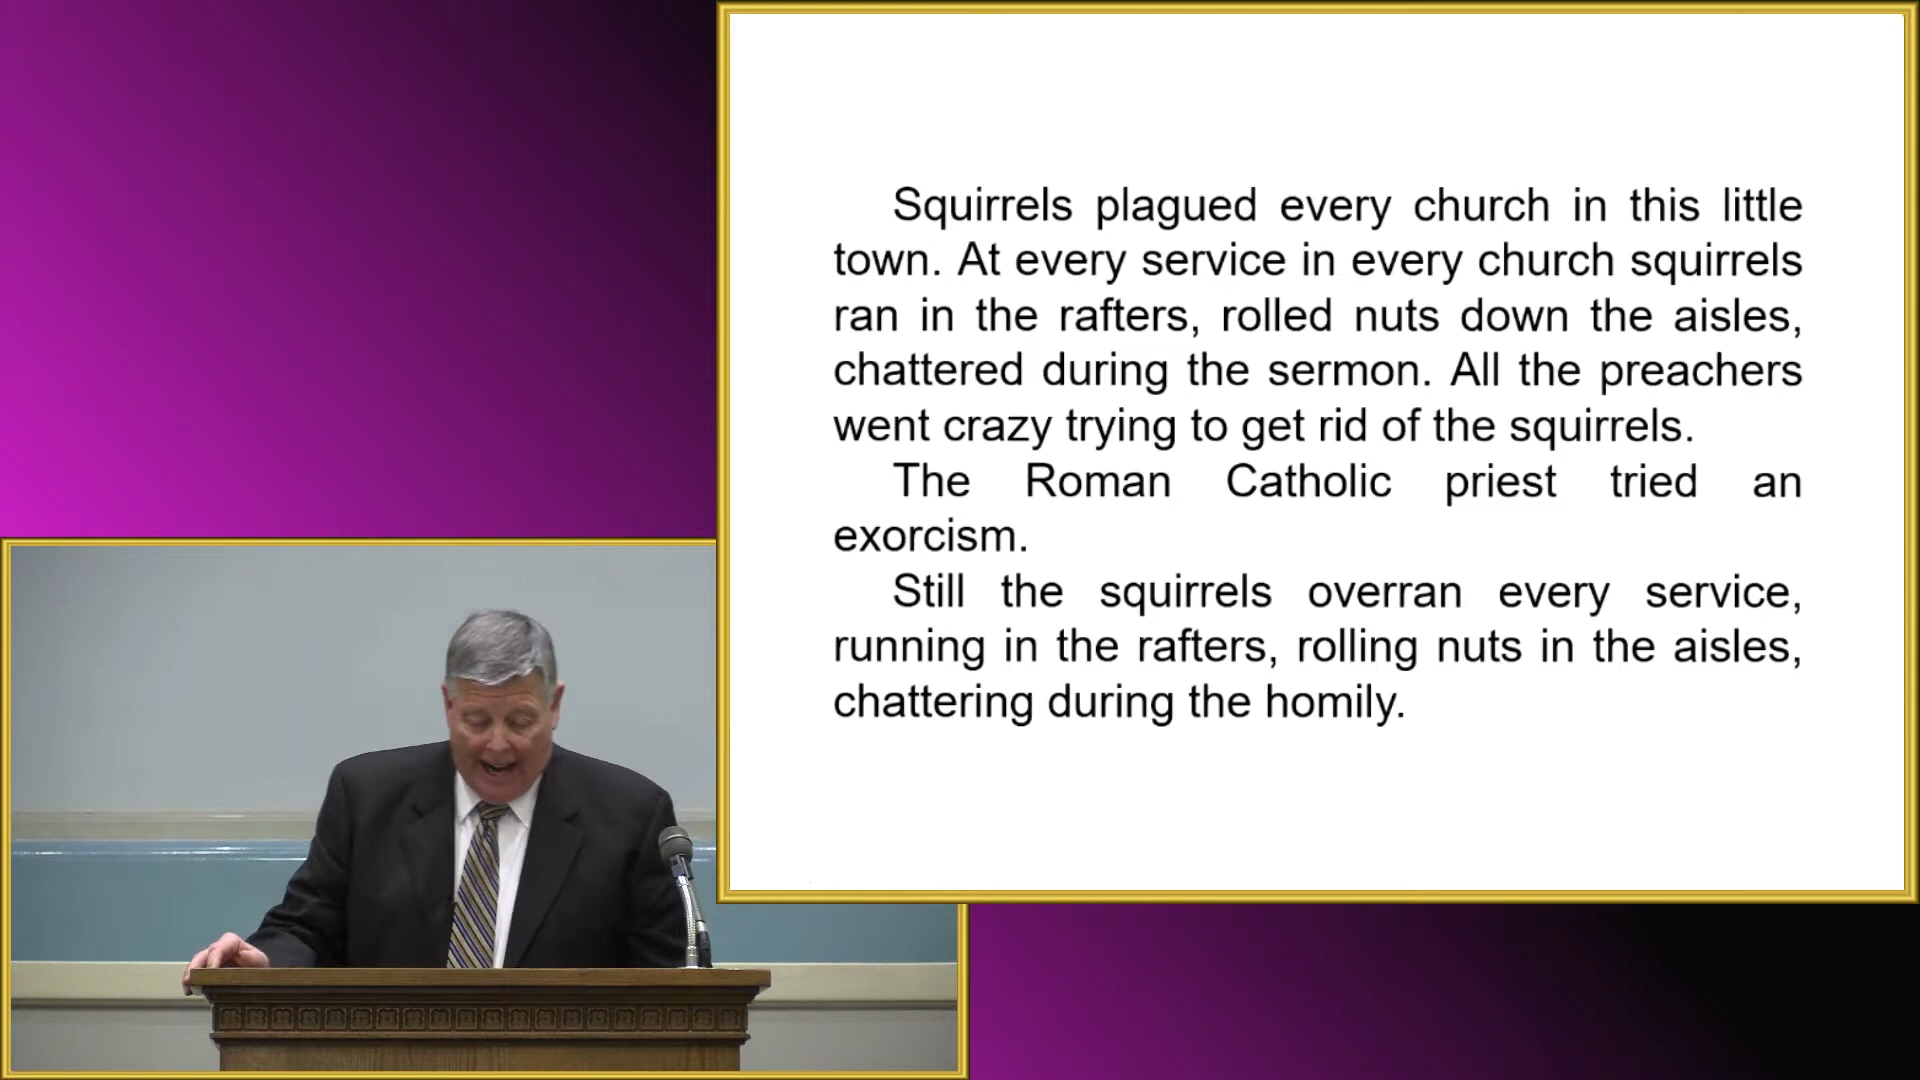 Squirrels plagued every church in this little
town. At every service in every church squirrels
ran in the rafters, rolled nuts down the aisles,
chattered during the sermon. All the preachers
went crazy trying to get rid of the squirrels.
The Roman Catholic priest tried an
exorcism.
Still the squirrels overran every service,
running in the rafters, rolling nuts in the aisles,
chattering during the homily.